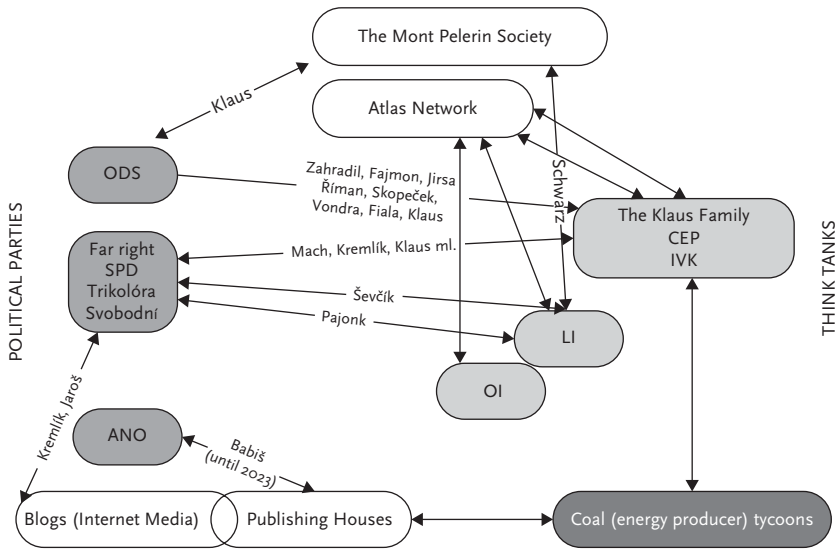 The Mont Pelerin Society
Klaus
Atlas Network
ODS
Zahradil, Fajmon, Jirsa
Říman, Skopeček,
Vondra, Fiala, Klaus
Schwarz
The Klaus Family
CEP
IVK
POLITICAL PARTIES
THINK TANKS
Far right
SPD
Trikolóra
Svobodní
Mach, Kremlík, Klaus ml.
Ševčík
Pajonk
LI
OI
Kremlík, Jaroš
ANO
Babiš
(until 2023)
Blogs (Internet Media)
Publishing Houses
Coal (energy producer) tycoons